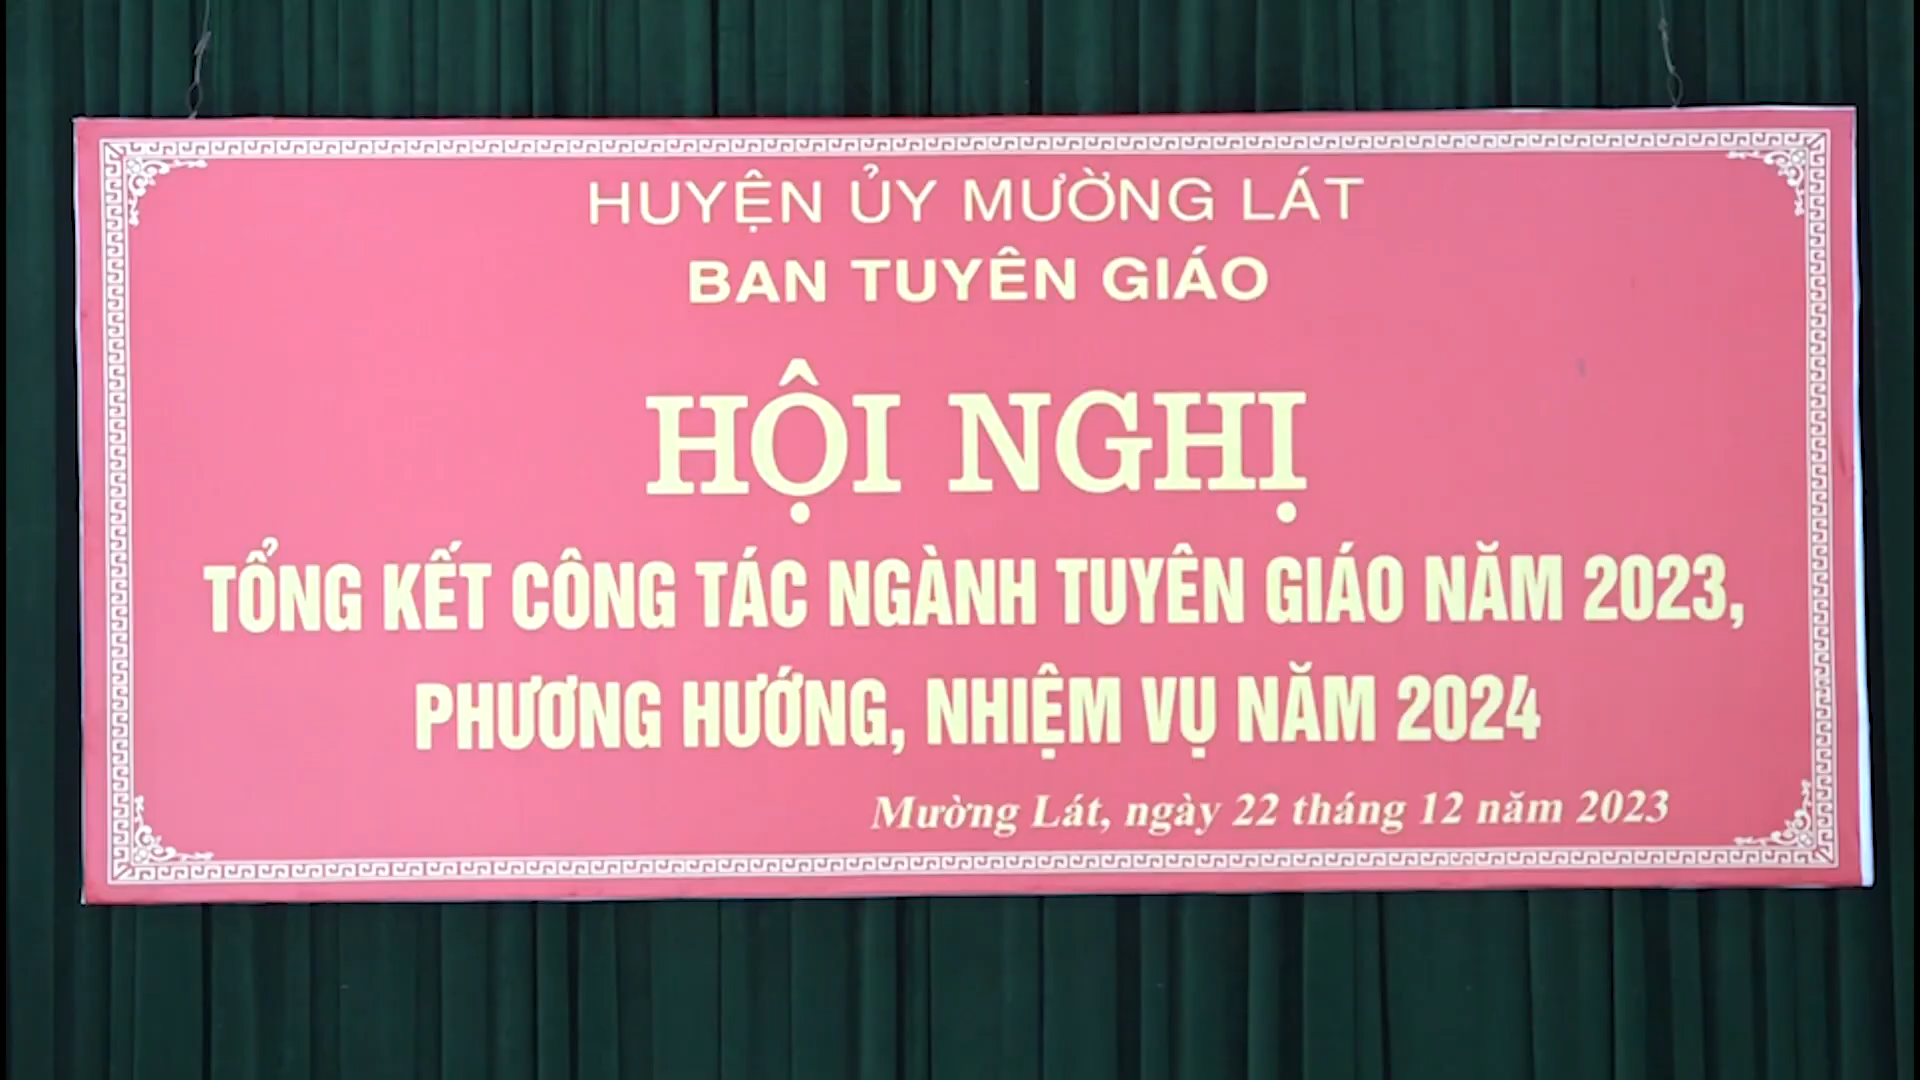 HUYỆN ỦY MƯỜNG LÁT
BAN TUYÊN GIÁO
HỘI NGHỊ
TỔNG KẾT CÔNG TÁC NGÀNH TUYÊN GIÁO NĂM 2023,
PHƯƠNG HƯỚNG, NHIỆM VỤ NĂM 2024
Mường Lát, ngày 22 tháng 12 năm 2023